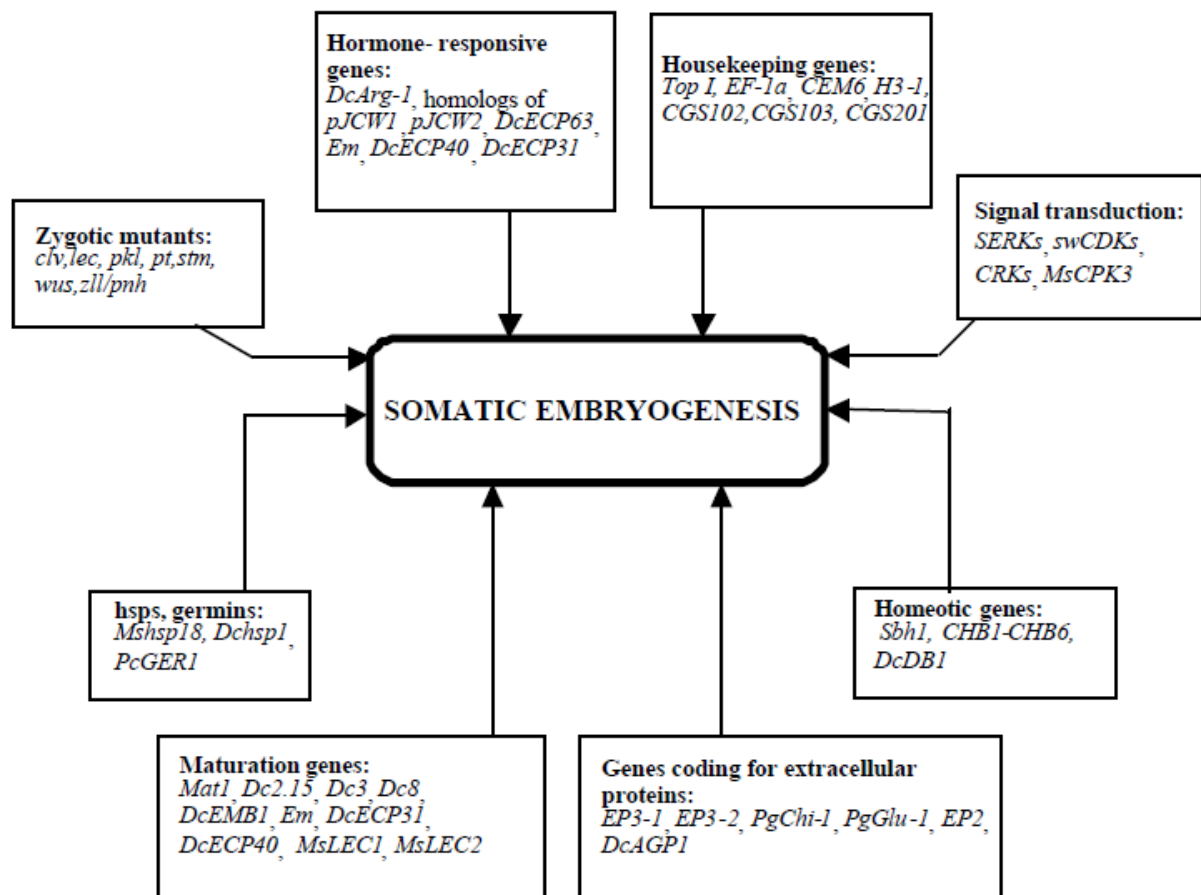 Hormone- responsive
genes:
DcArg-1, homologs of
pJCW1, pJCW2, DcECP63,
Em, DcECP40, DcECP31
Housekeeping genes:
Top I, EF-1a, CEM6, H3-1,
CGS102,CGS103, CGS201
Zygotic mutants:
clv,lec, pkl, pt,stm,
wus,zll/pnh
Signal transduction:
SERKs, swCDKs,
CRKs, MsCPK3
SOMATIC EMBRYOGENESIS
hsps, germins:
Mshsp18, Dchsp1,
PcGER1
Homeotic genes:
Sbh1, CHB1-CHB6,
DcDB1
Maturation genes:
Mat1, Dc2.15, Dc3, Dc8,
DcEMB1, Em, DcECP31,
DcECP40, MsLEC1, MsLEC2
Genes coding for extracellular
proteins:
EP3-1, EP3-2, PgChi-1, PgGlu-1, EP2,
DcAGP1